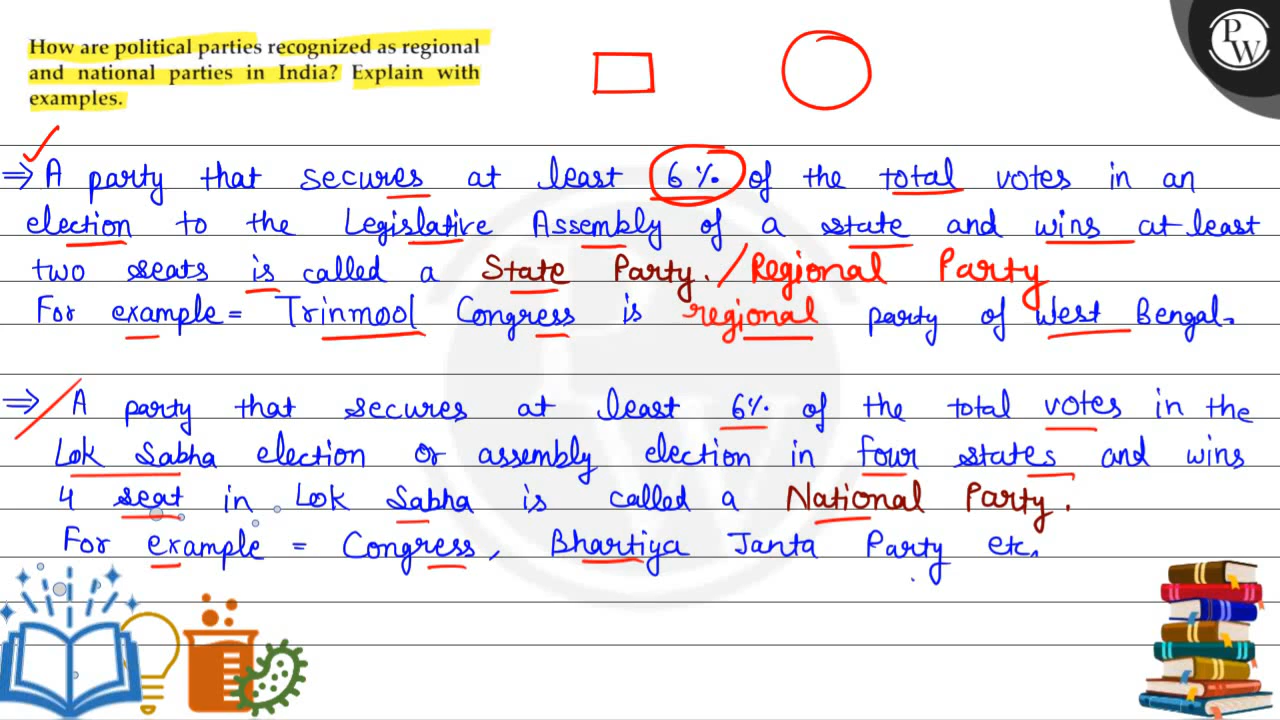 How are political parties recognized as regional
and national parties in India? Explain with
examples.
PW
⇒ A party that secures at least 6% of the total votes in an
election to the Legislative Assembly of a state and wins at least
two seats is called a State Party. / Regional Party
For example = Trinmool Congress is regional party of West Bengal.
⇒ A party that secures at least 6% of the total votes in the
Lok Sabha election or assembly election in four states and wins
4 seat in Lok Sabha is called a National Party.
For example = Congress, Bhartiya Janta Party etc.